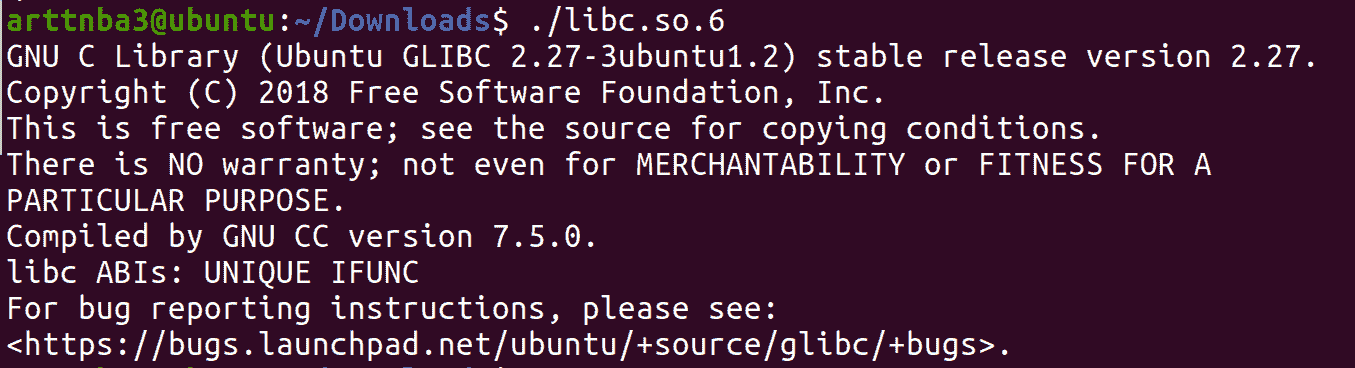 arttnba3@ubuntu:~/Downloads$ ./libc.so.6
GNU C Library (Ubuntu GLIBC 2.27-3ubuntu1.2) stable release version 2.27.
Copyright (C) 2018 Free Software Foundation, Inc.
This is free software; see the source for copying conditions.
There is NO warranty; not even for MERCHANTABILITY or FITNESS FOR A
PARTICULAR PURPOSE.
Compiled by GNU CC version 7.5.0.
libc ABIs: UNIQUE IFUNC
For bug reporting instructions, please see:
<https://bugs.launchpad.net/ubuntu/+source/glibc/+bugs>.